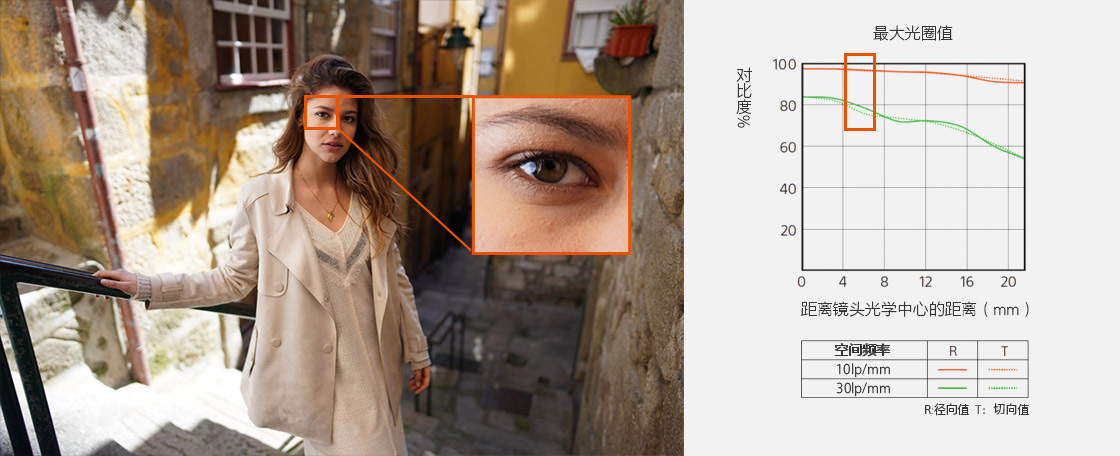 最大光圈值
对比度%
100
80
60
40
20
0 4 8 12 16 20
距离镜头光学中心的距离（mm）
空间频率 R T
10lp/mm
30lp/mm
R:径向值 T：切向值